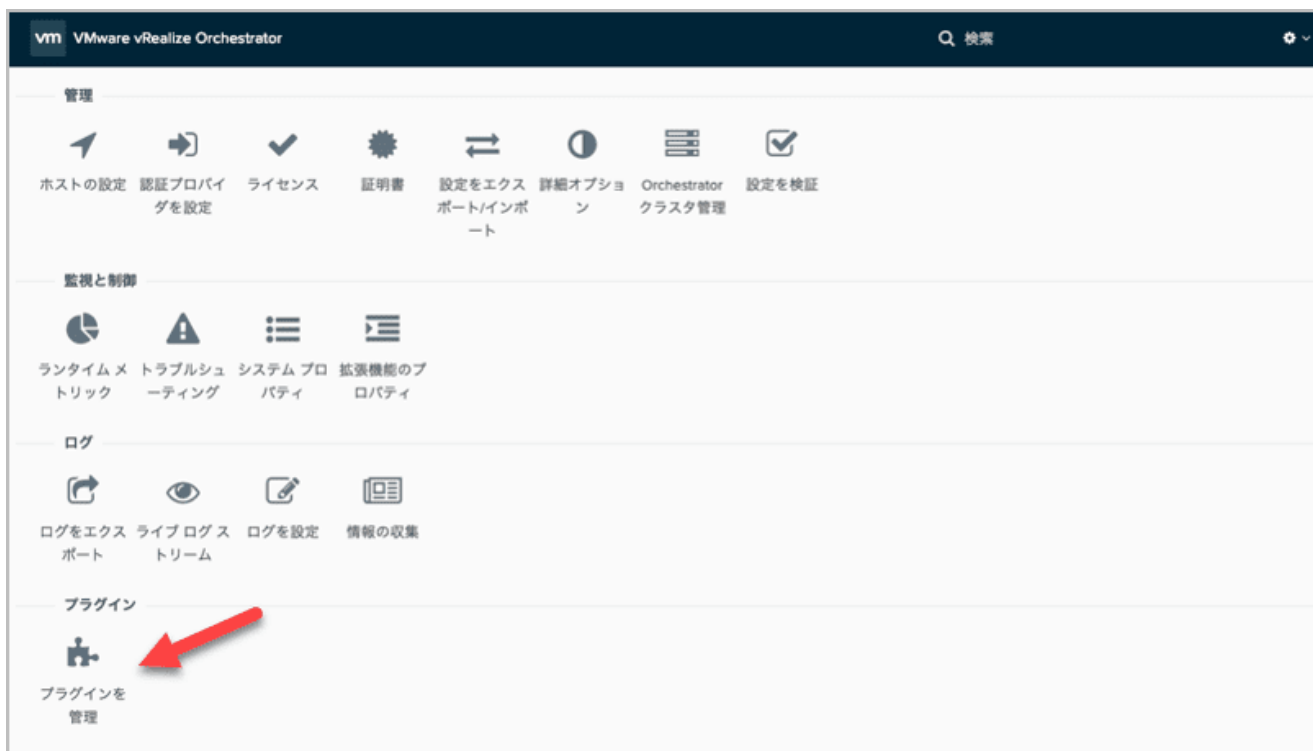 vm VMware vRealize Orchestrator 検索
管理
ホストの設定 認証プロバイ ライセンス 証明書 設定をエクス 詳細オプショ Orchestrator 設定を検証
ダを設定 ポート/インポ ン クラスタ管理
ート
監視と制御
ランタイム メ トラブルシュ システム プロ 拡張機能のプ
トリック ーティング パティ ロパティ
ログ
ログをエクス ライブ ログ ス ログを設定 情報の収集
ポート トリーム
プラグイン
プラグインを
管理